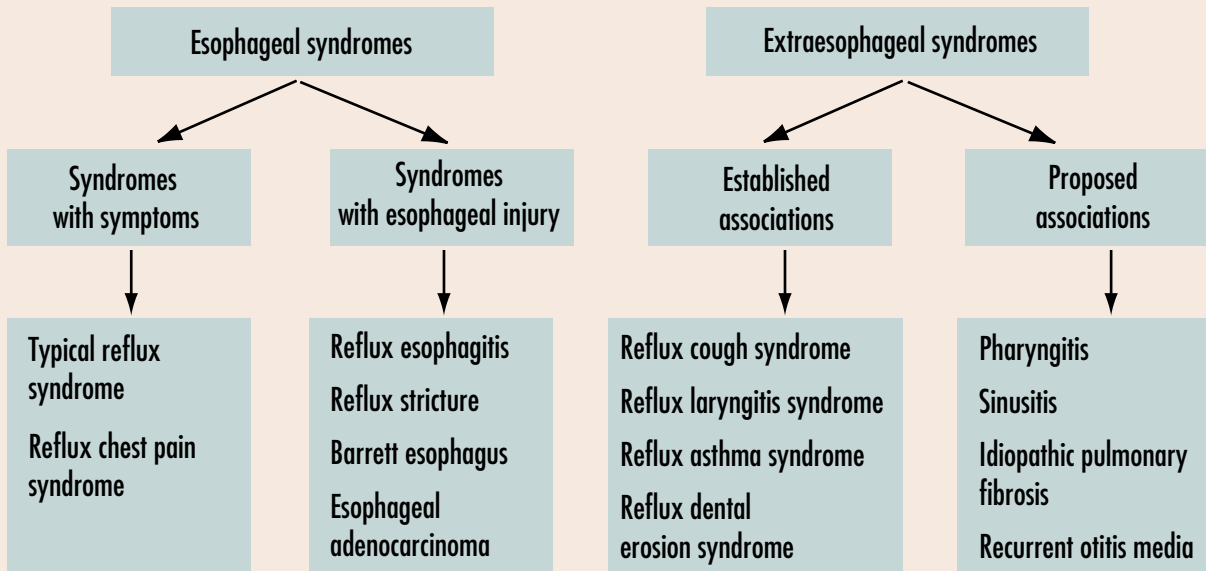 Esophageal syndromes
Extraesophageal syndromes
Syndromes
with symptoms
Syndromes
with esophageal injury
Established
associations
Proposed
associations
Typical reflux
syndrome
Reflux chest pain
syndrome
Reflux esophagitis
Reflux stricture
Barrett esophagus
Esophageal
adenocarcinoma
Reflux cough syndrome
Reflux laryngitis syndrome
Reflux asthma syndrome
Reflux dental
erosion syndrome
Pharyngitis
Sinusitis
Idiopathic pulmonary
fibrosis
Recurrent otitis media